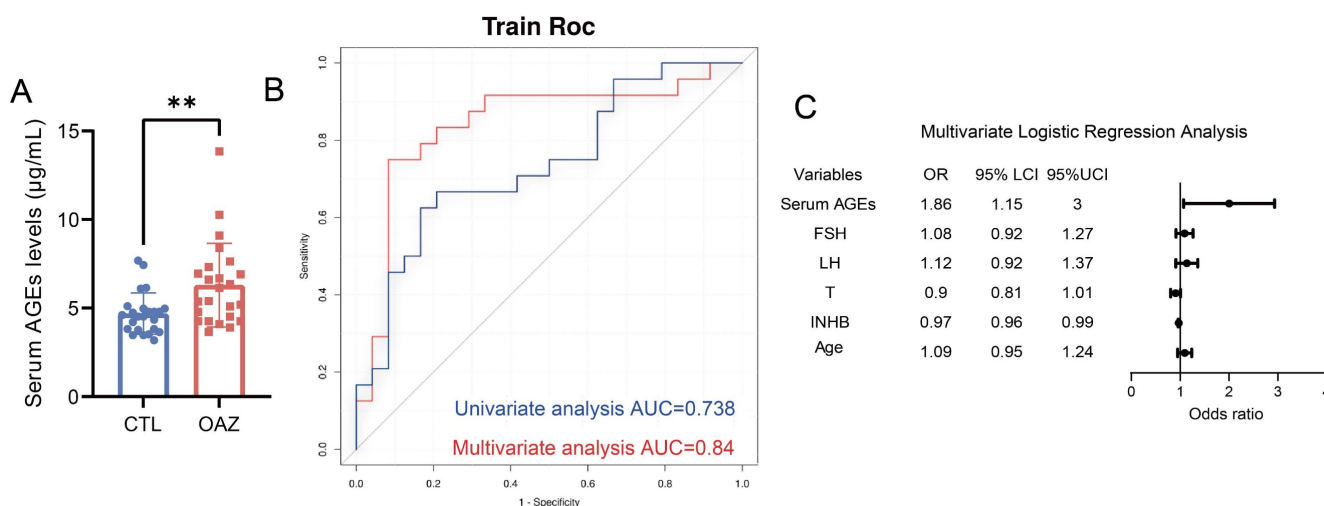 A
**
Serum AGEs levels (µg/mL)
15
10
5
0
CTL
OAZ
B
Train Roc
Sensitivity
1.0
0.8
0.6
0.4
0.2
0.0
Univariate analysis AUC=0.738
Multivariate analysis AUC=0.84
0.0 0.2 0.4 0.6 0.8 1.0
1 - Specificity
C
Multivariate Logistic Regression Analysis
Variables OR 95% LCI 95%UCI
Serum AGEs 1.86 1.15 3
FSH 1.08 0.92 1.27
LH 1.12 0.92 1.37
T 0.9 0.81 1.01
INHB 0.97 0.96 0.99
Age 1.09 0.95 1.24
0 1 2 3 4
Odds ratio